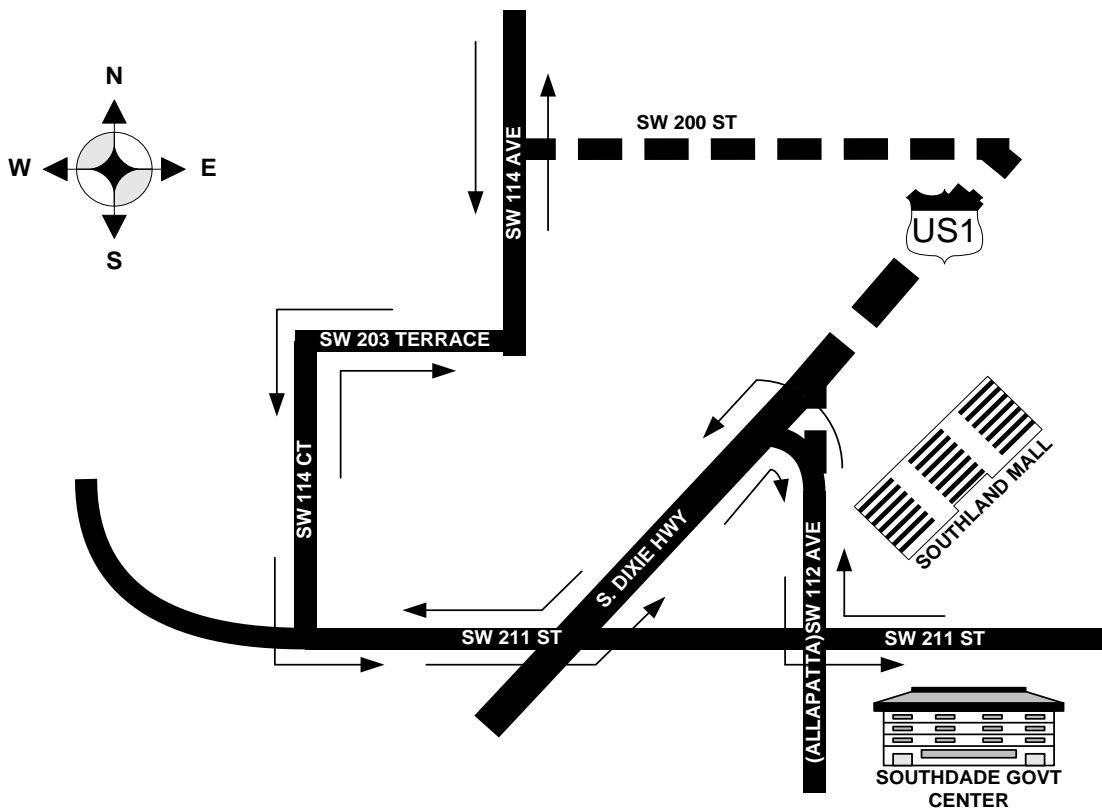 N
W
E
S
SW 114 AVE
SW 200 ST
US1
SW 203 TERRACE
SW 114 CT
S. DIXIE HWY
SOUTHLAND MALL
(ALLAPATTA)SW 112 AVE
SW 211 ST
SW 211 ST
SOUTHDADE GOVT
CENTER